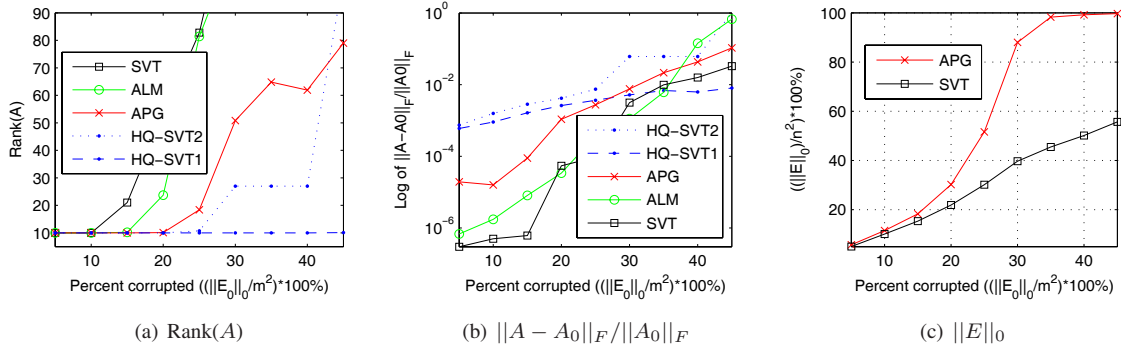 90
80
70
60
50
40
30
20
10
Rank(A)
SVT
ALM
APG
HQ−SVT2
HQ−SVT1
10 20 30 40
Percent corrupted ((||E₀||₀/m²)*100%)
(a) Rank(A)
10⁰
10⁻²
10⁻⁴
10⁻⁶
Log of ||A−A0||F/||A0||F
HQ−SVT2
HQ−SVT1
APG
ALM
SVT
10 20 30 40
Percent corrupted ((||E₀||₀/m²)*100%)
(b) ||A − A₀||F/||A₀||F
100
80
60
40
20
((||E||₀)/n²)*100%)
APG
SVT
10 20 30 40
Percent corrupted ((||E₀||₀/m²)*100%)
(c) ||E||₀